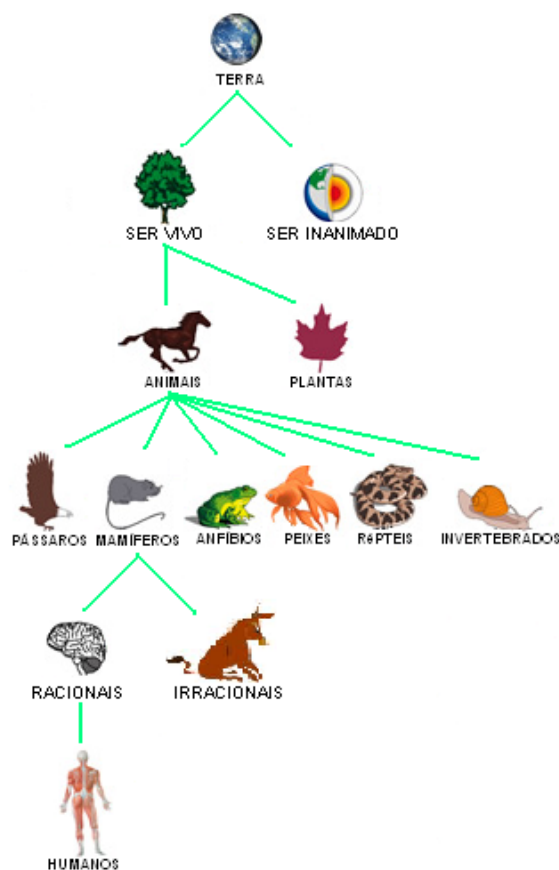 TERRA
SER VIVO
SER INANIMADO
ANIMAIS
PLANTAS
PÁSSAROS
MAMÍFEROS
ANFÍBIOS
PEIXES
RéPTEIS
INVERTEBRADOS
RACIONAIS
IRRACIONAIS
HUMANOS